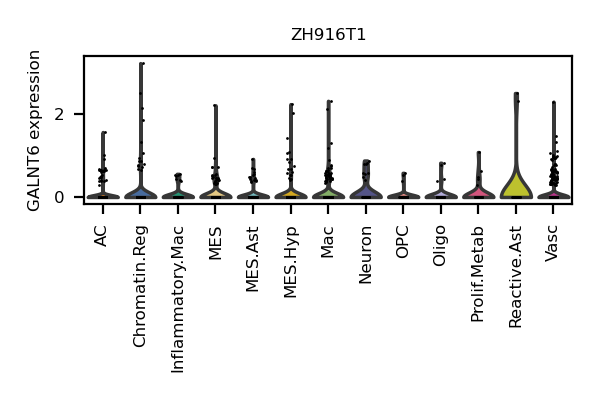 ZH916T1
GALNT6 expression
2
0
AC
Chromatin.Reg
Inflammatory.Mac
MES
MES.Ast
MES.Hyp
Mac
Neuron
OPC
Oligo
Prolif.Metab
Reactive.Ast
Vasc